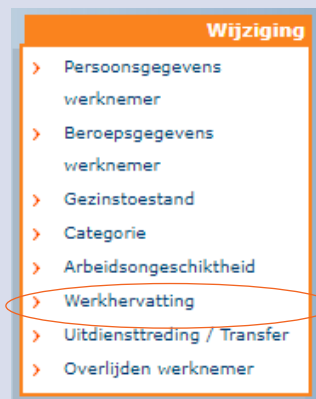 Wijziging
Persoonsgegevens
werknemer
Beroepsgegevens
werknemer
Gezinstoestand
Categorie
Arbeidsongeschiktheid
Werkhervatting
Uitdiensttreding / Transfer
Overlijden werknemer